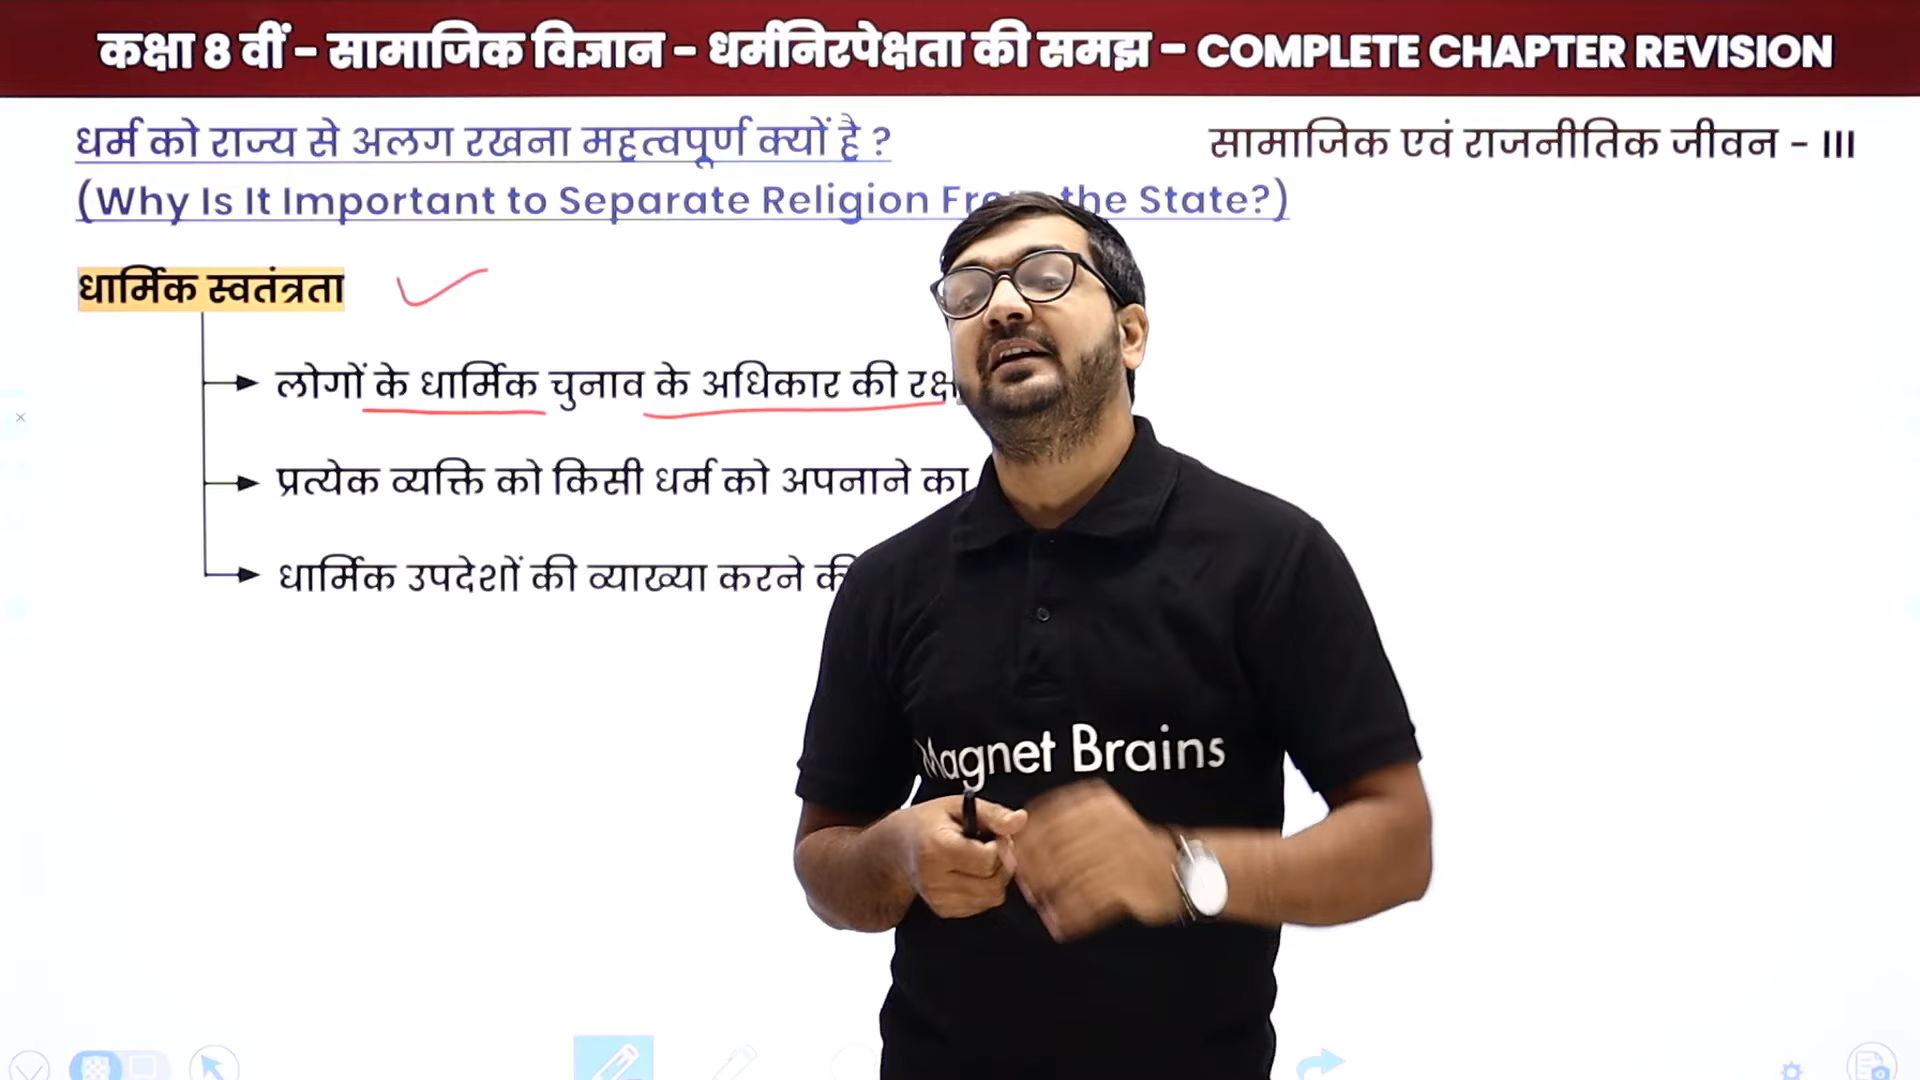 कक्षा 8 वीं – सामाजिक विज्ञान – धर्मनिरपेक्षता की समझ – COMPLETE CHAPTER REVISION
धर्म को राज्य से अलग रखना महत्वपूर्ण क्यों है ?
सामाजिक एवं राजनीतिक जीवन - III
(Why Is It Important to Separate Religion From the State?)
धार्मिक स्वतंत्रता
लोगों के धार्मिक चुनाव के अधिकार की
प्रत्येक व्यक्ति को किसी धर्म को अपनाने का
धार्मिक उपदेशों की व्याख्या करने की
Magnet Brains